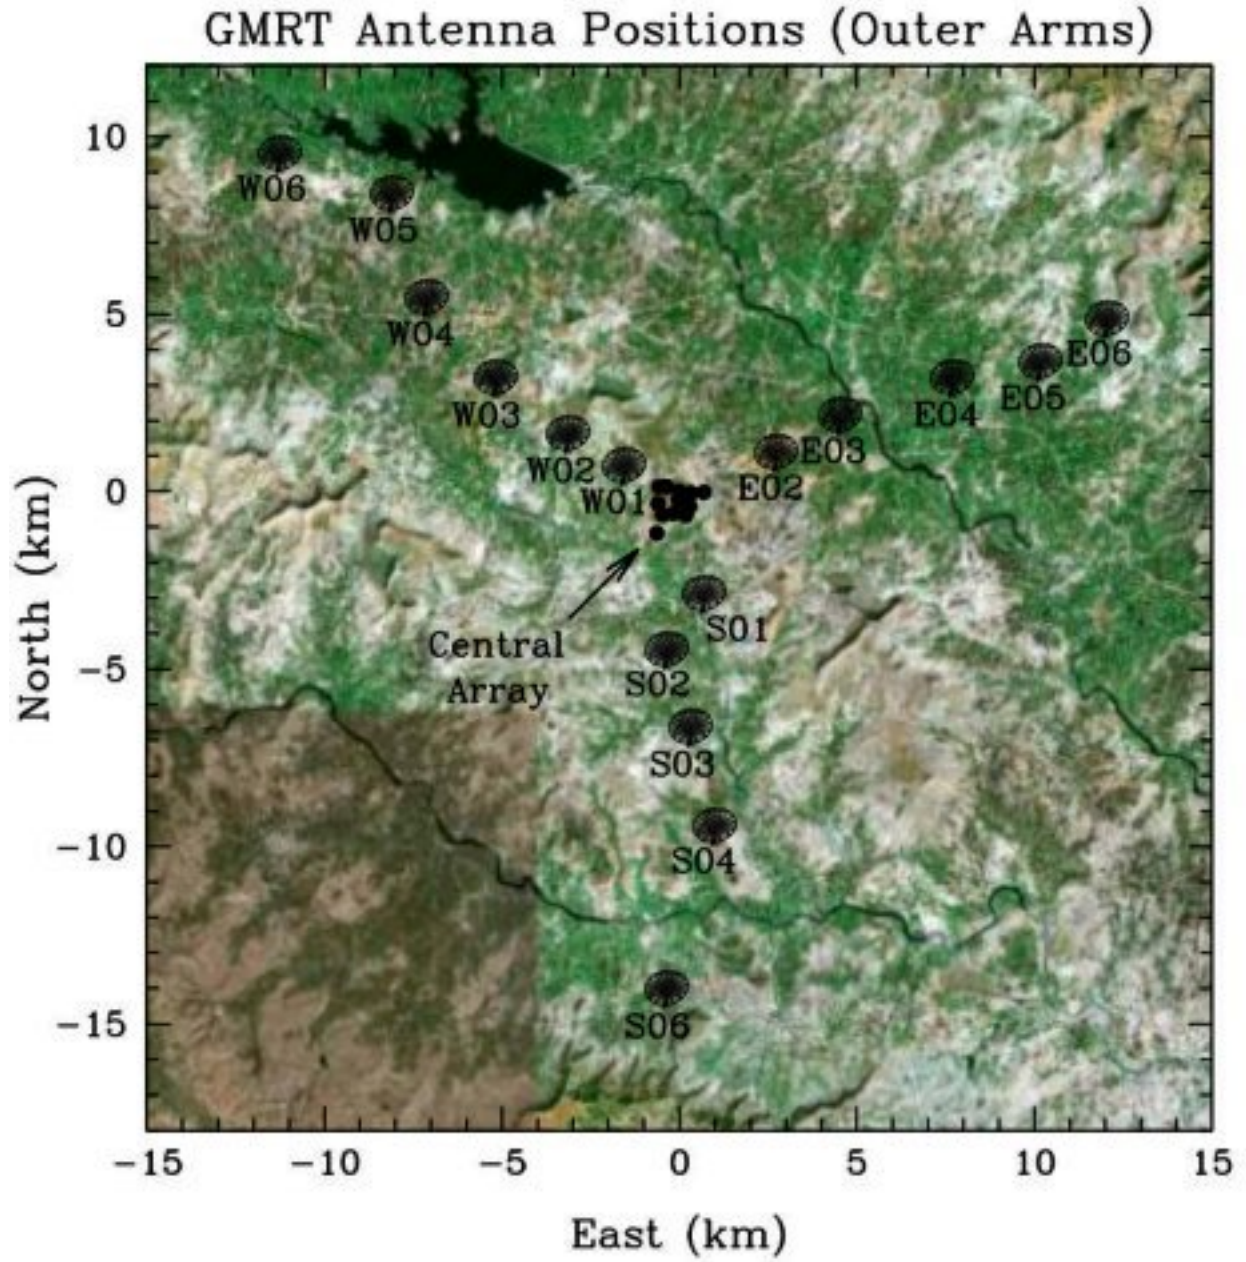 GMRT Antenna Positions (Outer Arms)
10
W06
W05
5
W04
E06
E05
E04
W03
E03
W02
E02
W01
0
North (km)
S01
Central
Array
S02
-5
S03
S04
-10
S06
-15
-15 -10 -5 0 5 10 15
East (km)